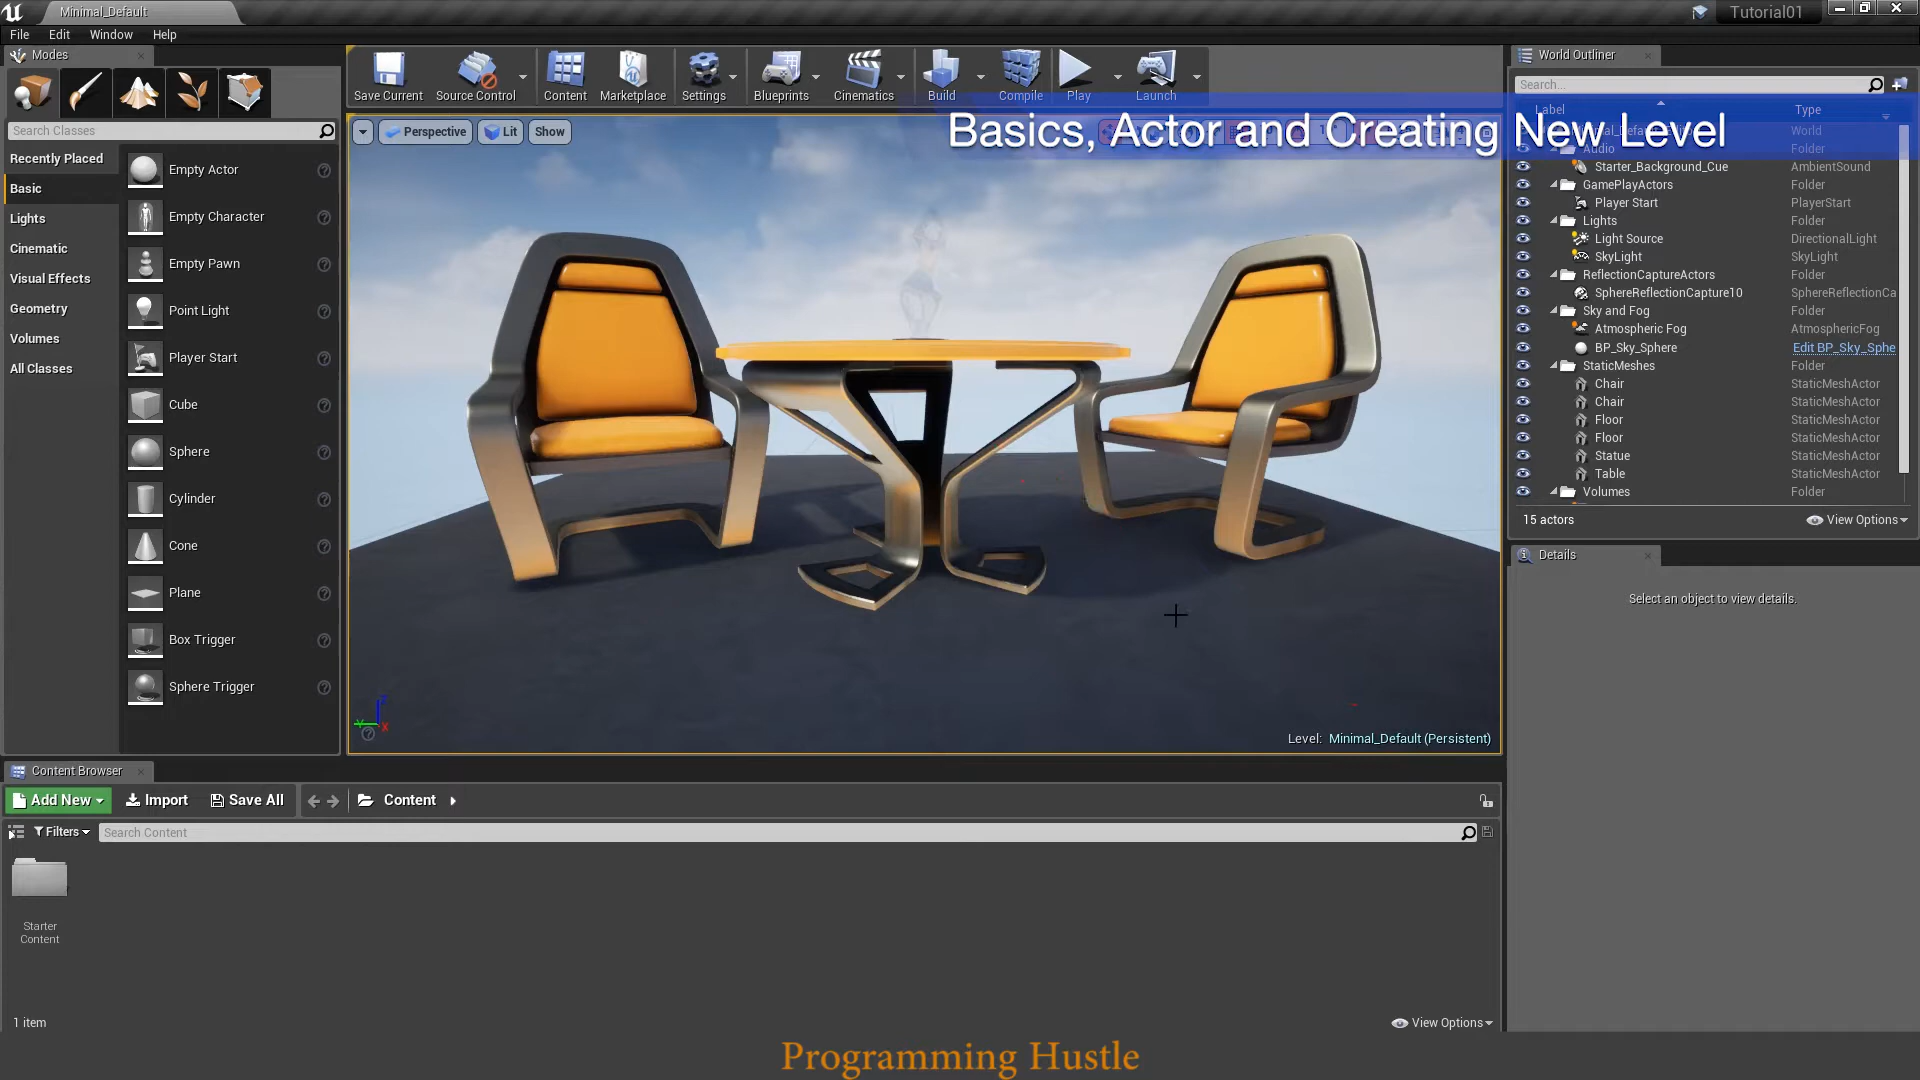 Minimal_Default
Tutorial01
File Edit Window Help
Modes
Search Classes
Recently Placed
Basic
Lights
Cinematic
Visual Effects
Geometry
Volumes
All Classes
Empty Actor
Empty Character
Empty Pawn
Point Light
Player Start
Cube
Sphere
Cylinder
Cone
Plane
Box Trigger
Sphere Trigger
Save Current Source Control Content Marketplace Settings Blueprints Cinematics Build Compile Play Launch
Perspective Lit Show
Basics, Actor and Creating New Level
Level: Minimal_Default (Persistent)
World Outliner
Search...
Label Type
World
Audio Folder
Starter_Background_Cue AmbientSound
GamePlayActors Folder
Player Start PlayerStart
Lights Folder
Light Source DirectionalLight
SkyLight SkyLight
ReflectionCaptureActors Folder
SphereReflectionCapture10 SphereReflectionCa
Sky and Fog Folder
Atmospheric Fog AtmosphericFog
BP_Sky_Sphere Edit BP_Sky_Sphe
StaticMeshes Folder
Chair StaticMeshActor
Chair StaticMeshActor
Floor StaticMeshActor
Floor StaticMeshActor
Statue StaticMeshActor
Table StaticMeshActor
Volumes Folder
15 actors View Options
Details
Select an object to view details.
Content Browser
Add New Import Save All Content
Filters Search Content
Starter
Content
1 item View Options
Programming Hustle